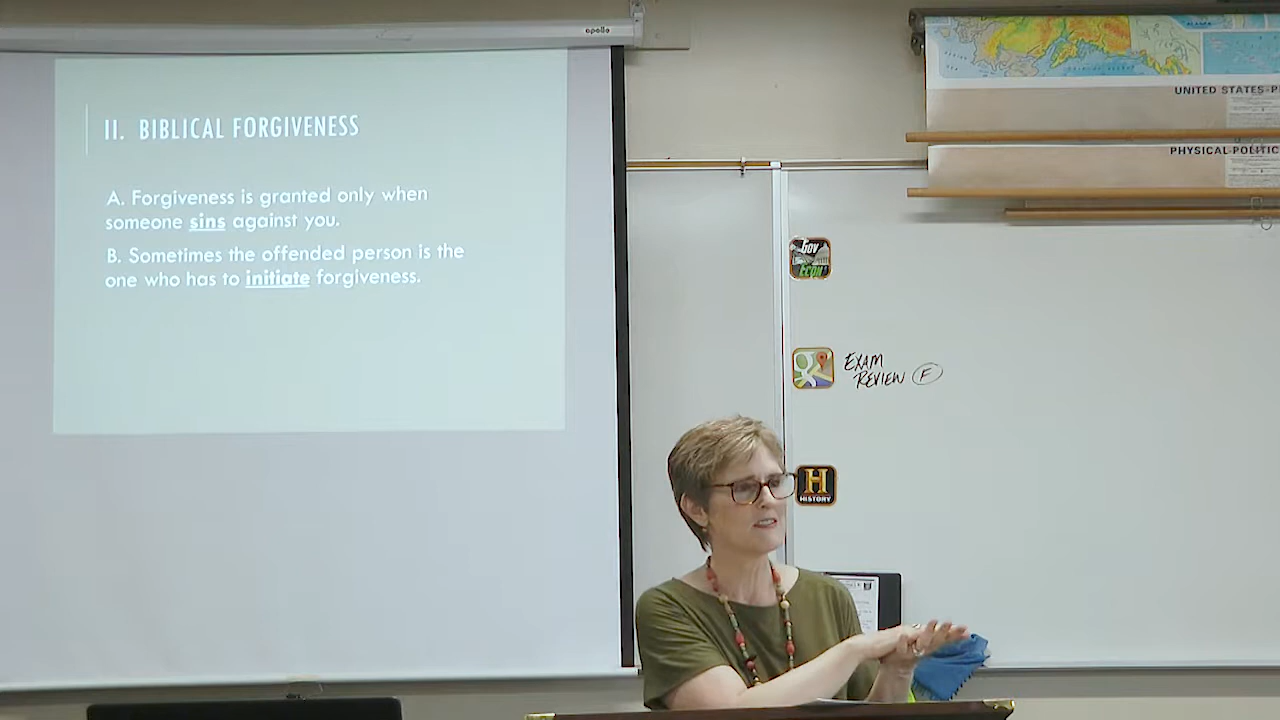 apollo
II. BIBLICAL FORGIVENESS
A. Forgiveness is granted only when
someone sins against you.
B. Sometimes the offended person is the
one who has to initiate forgiveness.
ALASKA
UNITED STATES-P
PHYSICAL-POLITIC
GOV
ECON
EXAM
REVIEW F
H
HISTORY